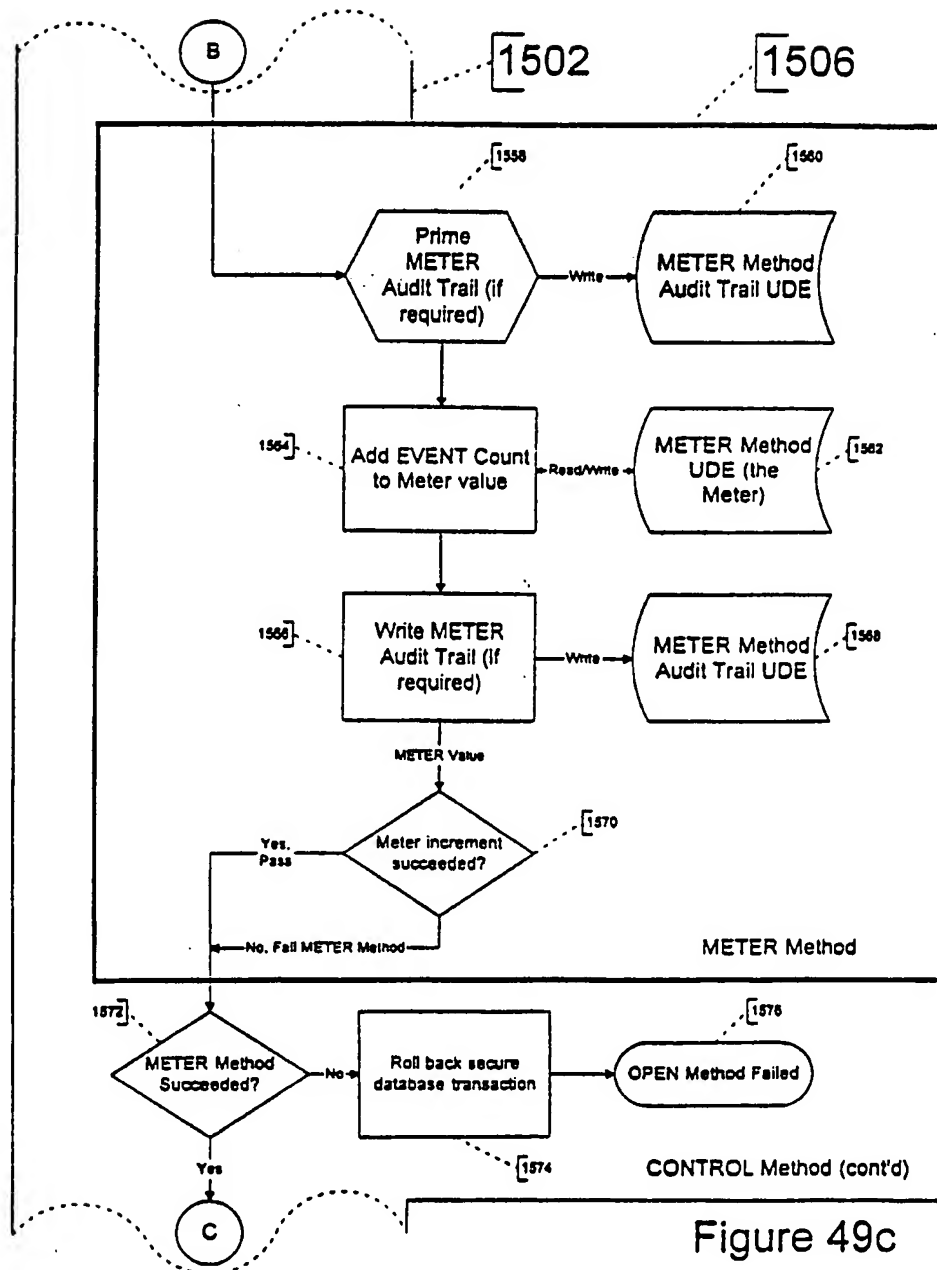 B
1502
1506
1558
1560
Prime
METER
Audit Trail (if
required)
Write
METER Method
Audit Trail UDE
1564
Add EVENT Count
to Meter value
Read/Write
METER Method
UDE (the
Meter)
1562
1566
Write METER
Audit Trail (if
required)
Write
METER Method
Audit Trail UDE
1568
METER Value
Meter increment
succeeded?
1570
Yes,
Pass
No, Fail METER Method
METER Method
1572
METER Method
Succeeded?
No
Roll back secure
database transaction
1576
OPEN Method Failed
1574
Yes
CONTROL Method (cont'd)
C
Figure 49c